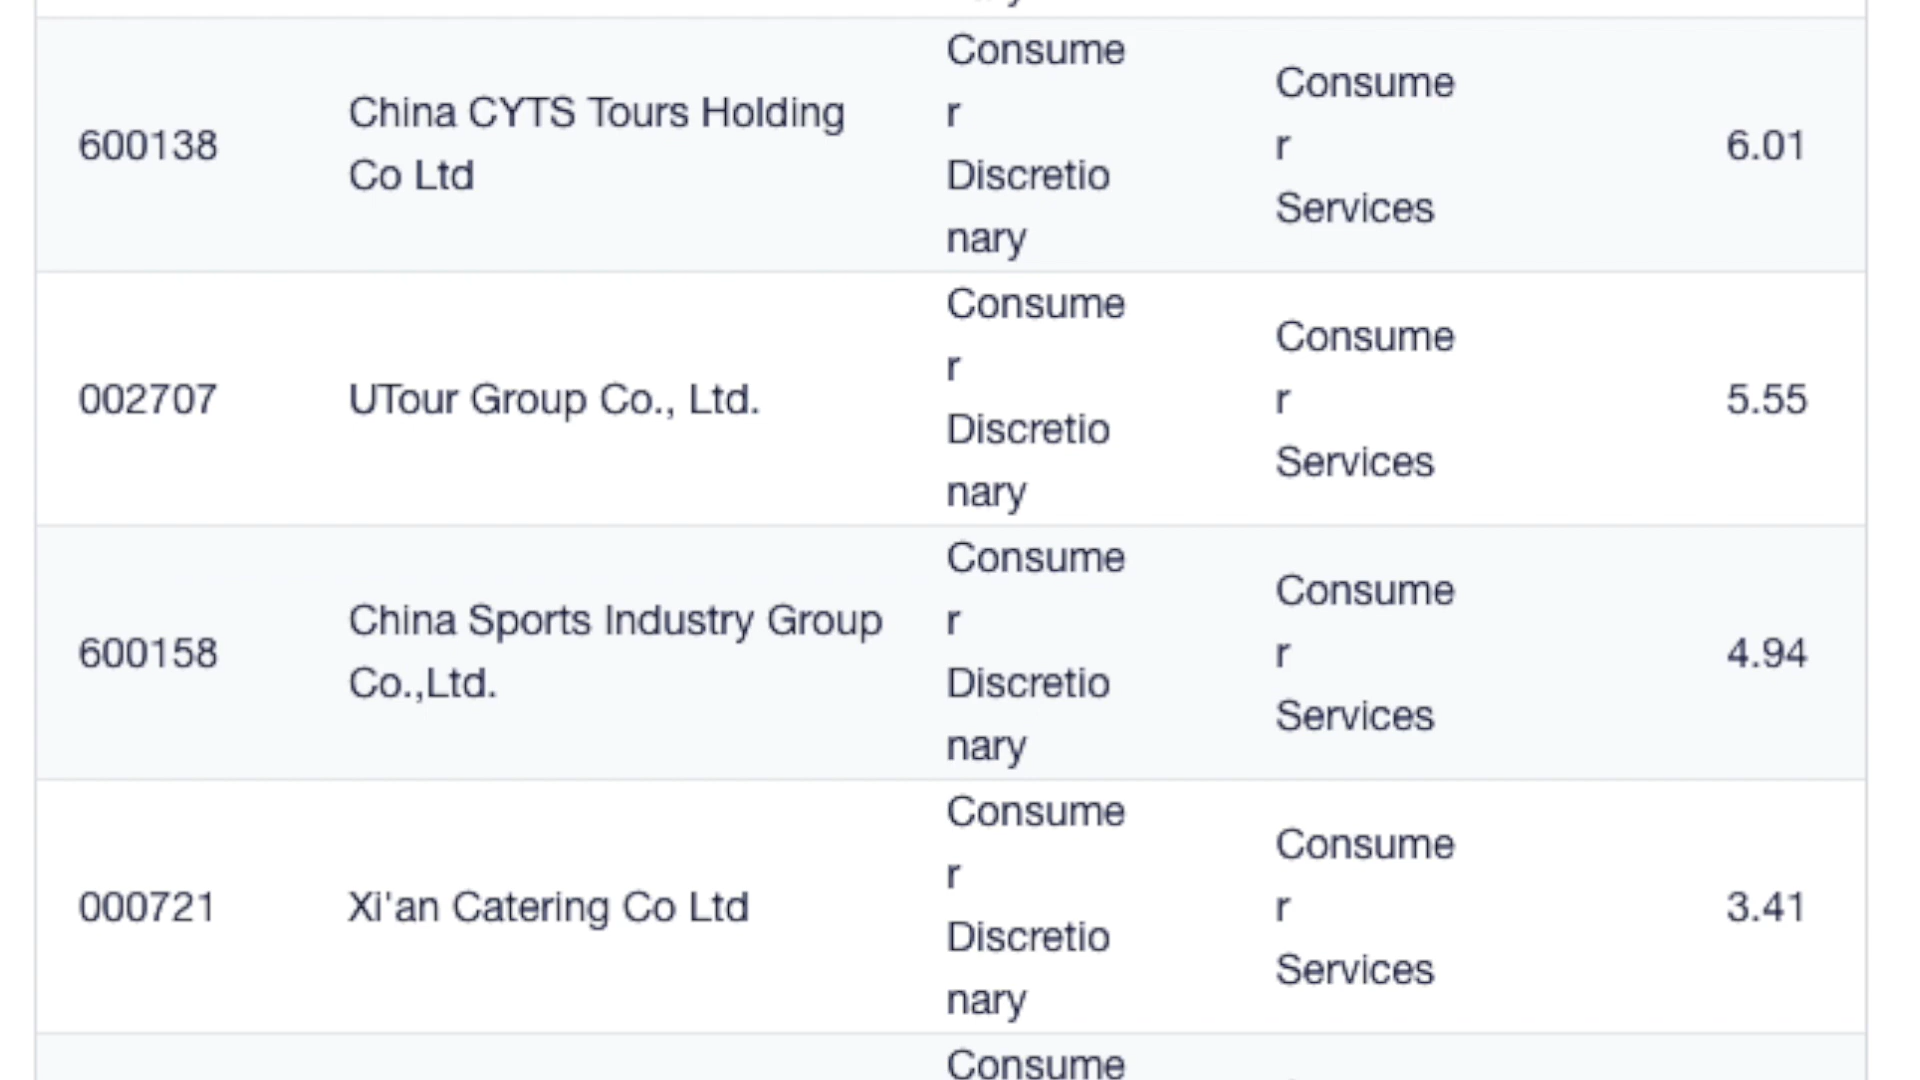 600138
China CYTS Tours Holding
Co Ltd
Consume
r
Discretio
nary
Consume
r
Services
6.01
002707
UTour Group Co., Ltd.
Consume
r
Discretio
nary
Consume
r
Services
5.55
600158
China Sports Industry Group
Co.,Ltd.
Consume
r
Discretio
nary
Consume
r
Services
4.94
000721
Xi'an Catering Co Ltd
Consume
r
Discretio
nary
Consume
r
Services
3.41
Consume